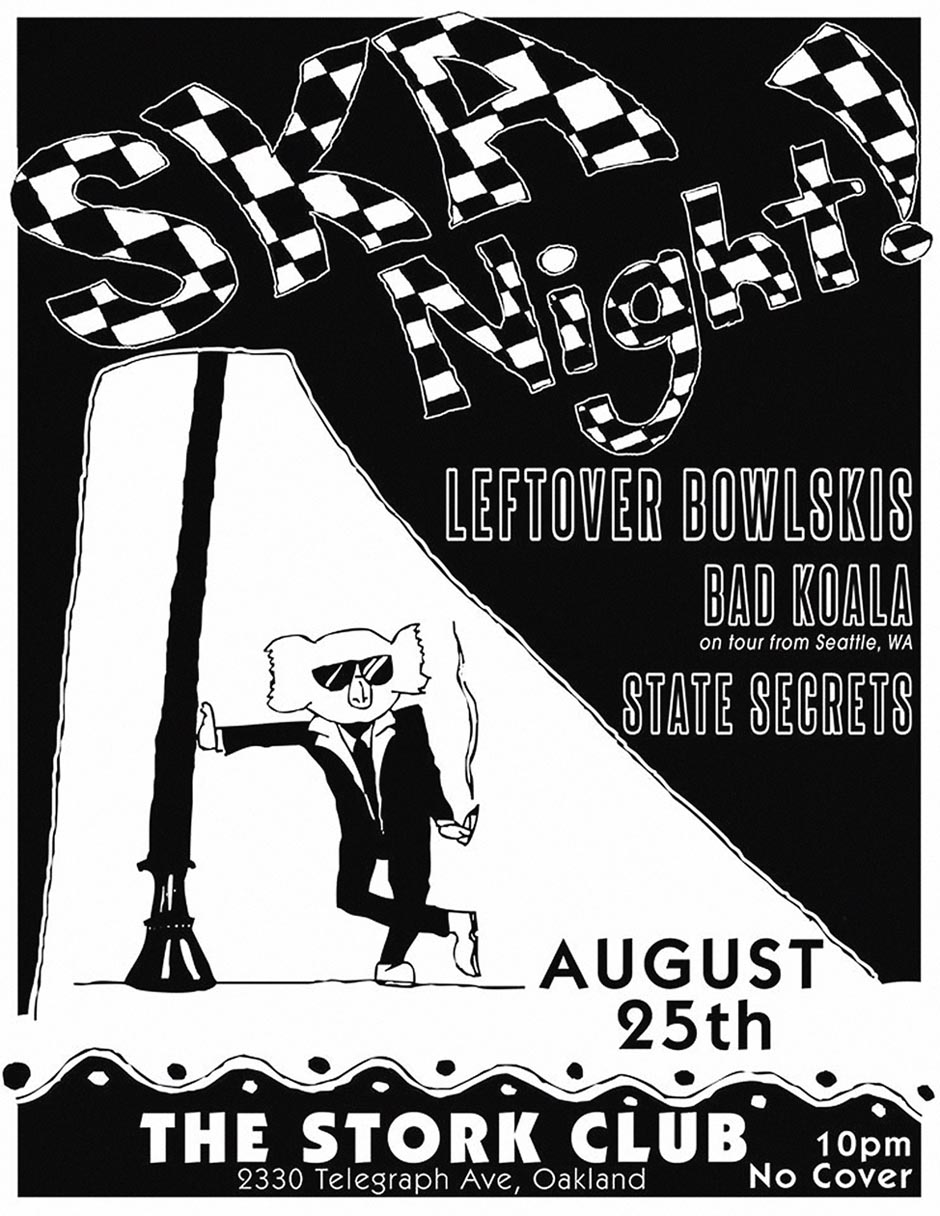 SKA
Night!
LEFTOVER BOWLSKIS
BAD KOALA
on tour from Seattle, WA
STATE SECRETS
AUGUST
25th
THE STORK CLUB
2330 Telegraph Ave, Oakland
10pm
No Cover